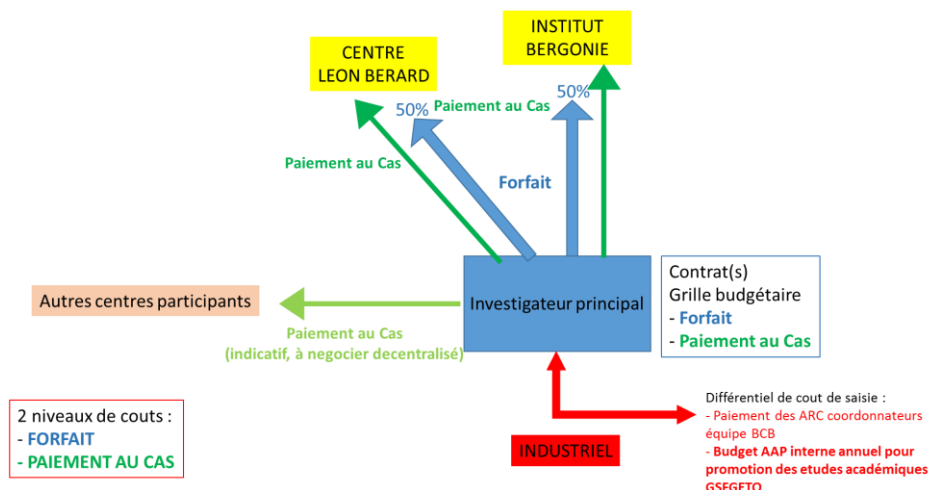 INSTITUT
BERGONIE
CENTRE
LEON BERARD
50%
Paiement au Cas
50%
Paiement au Cas
Forfait
Autres centres participants
Investigateur principal
Contrat(s)
Grille budgétaire
- Forfait
- Paiement au Cas
Paiement au Cas
(indicatif, à negocier decentralisé)
2 niveaux de couts :
- FORFAIT
- PAIEMENT AU CAS
INDUSTRIEL
Différentiel de cout de saisie :
- Paiement des ARC coordonnateurs
équipe BCB
- Budget AAP interne annuel pour
promotion des etudes académiques
GSFGETO